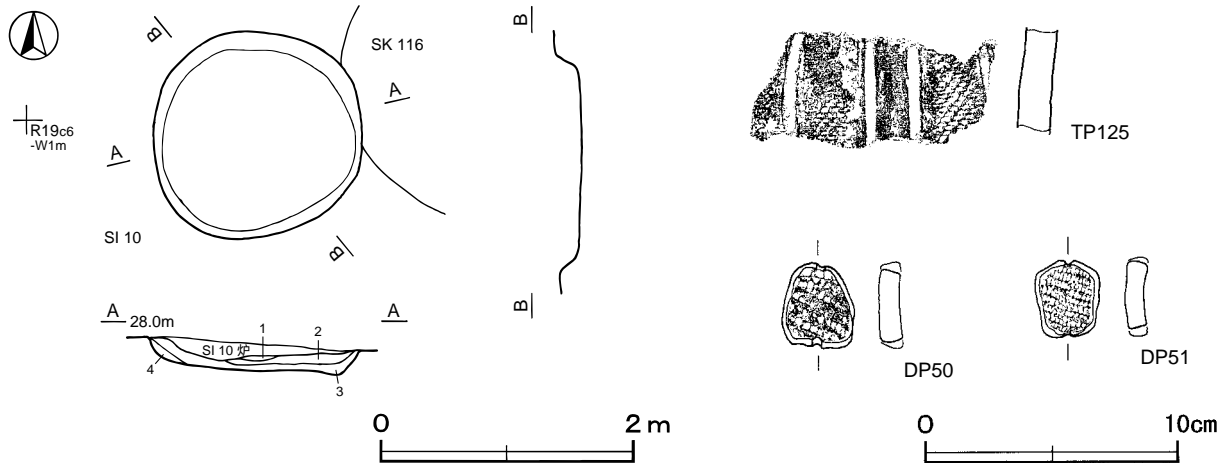 B
SK 116
A
R19c6
-W1m
A
SI 10
B
A
28.0m
1
2
A
SI 10 炉
4
3
0
2 m
B
B
TP125
DP50
DP51
0
10cm